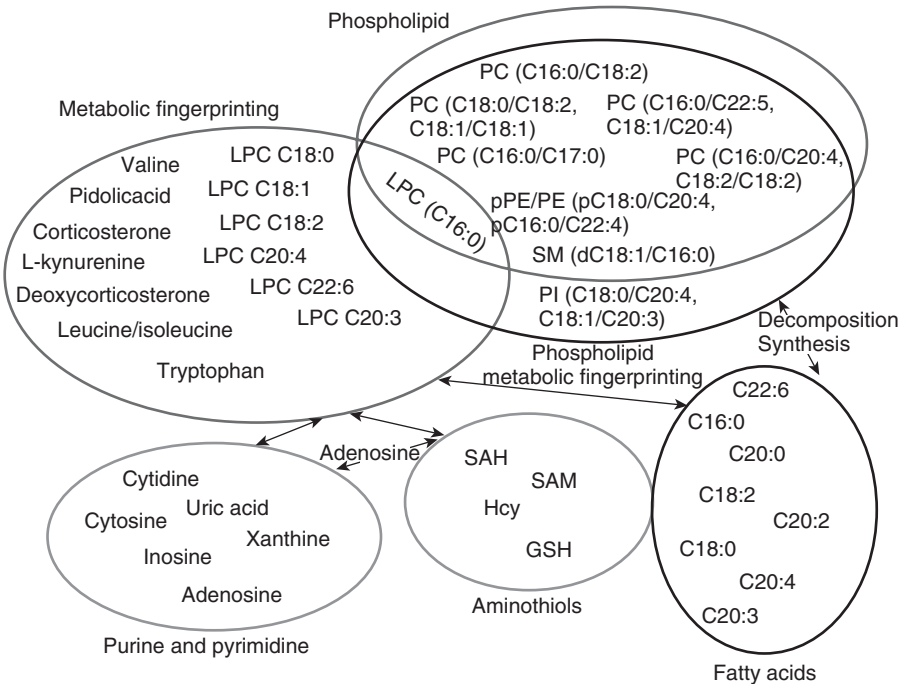 Phospholipid
PC (C16:0/C18:2)
PC (C18:0/C18:2,
C18:1/C18:1)
PC (C16:0/C22:5,
C18:1/C20:4)
PC (C16:0/C17:0)
PC (C16:0/C20:4,
C18:2/C18:2)
LPC (C16:0)
pPE/PE (pC18:0/C20:4,
pC16:0/C22:4)
SM (dC18:1/C16:0)
PI (C18:0/C20:4,
C18:1/C20:3)
Phospholipid
metabolic fingerprinting
Metabolic fingerprinting
Valine
LPC C18:0
Pidolicacid
LPC C18:1
Corticosterone
LPC C18:2
L-kynurenine
LPC C20:4
Deoxycorticosterone
LPC C22:6
Leucine/isoleucine
LPC C20:3
Tryptophan
Decomposition
Synthesis
Adenosine
Cytidine
Uric acid
Cytosine
Xanthine
Inosine
Adenosine
Purine and pyrimidine
SAH
SAM
Hcy
GSH
Aminothiols
C22:6
C16:0
C20:0
C18:2
C20:2
C18:0
C20:4
C20:3
Fatty acids